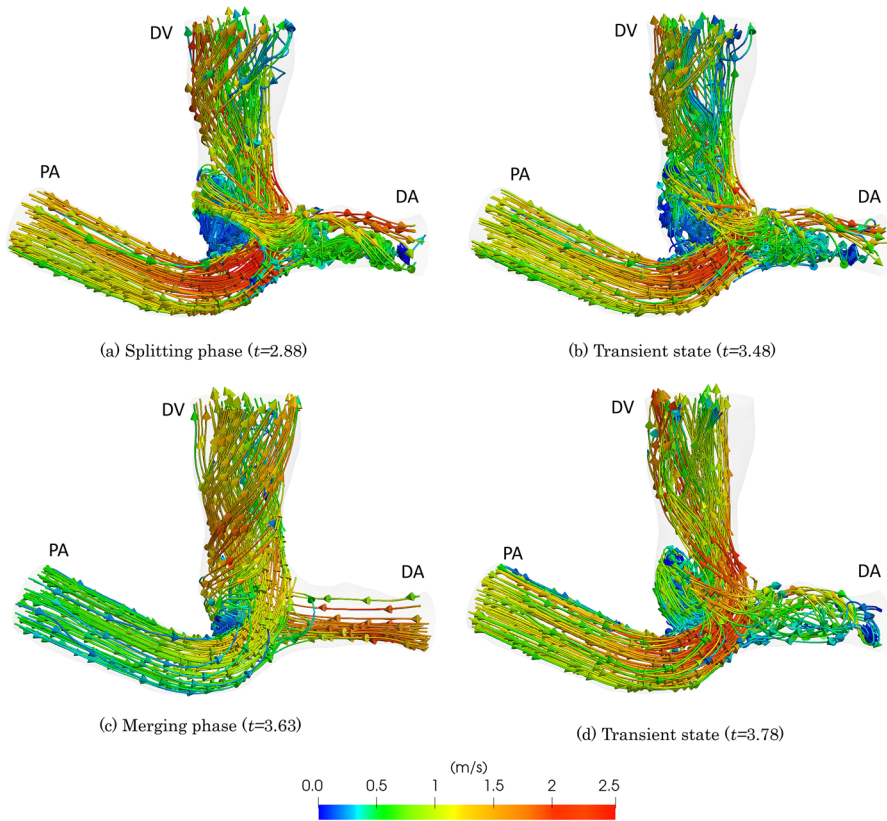 DV
PA
DA
(a) Splitting phase (t=2.88)
DV
PA
DA
(b) Transient state (t=3.48)
DV
PA
DA
(c) Merging phase (t=3.63)
DV
PA
DA
(d) Transient state (t=3.78)
(m/s)
0.0 0.5 1 1.5 2 2.5